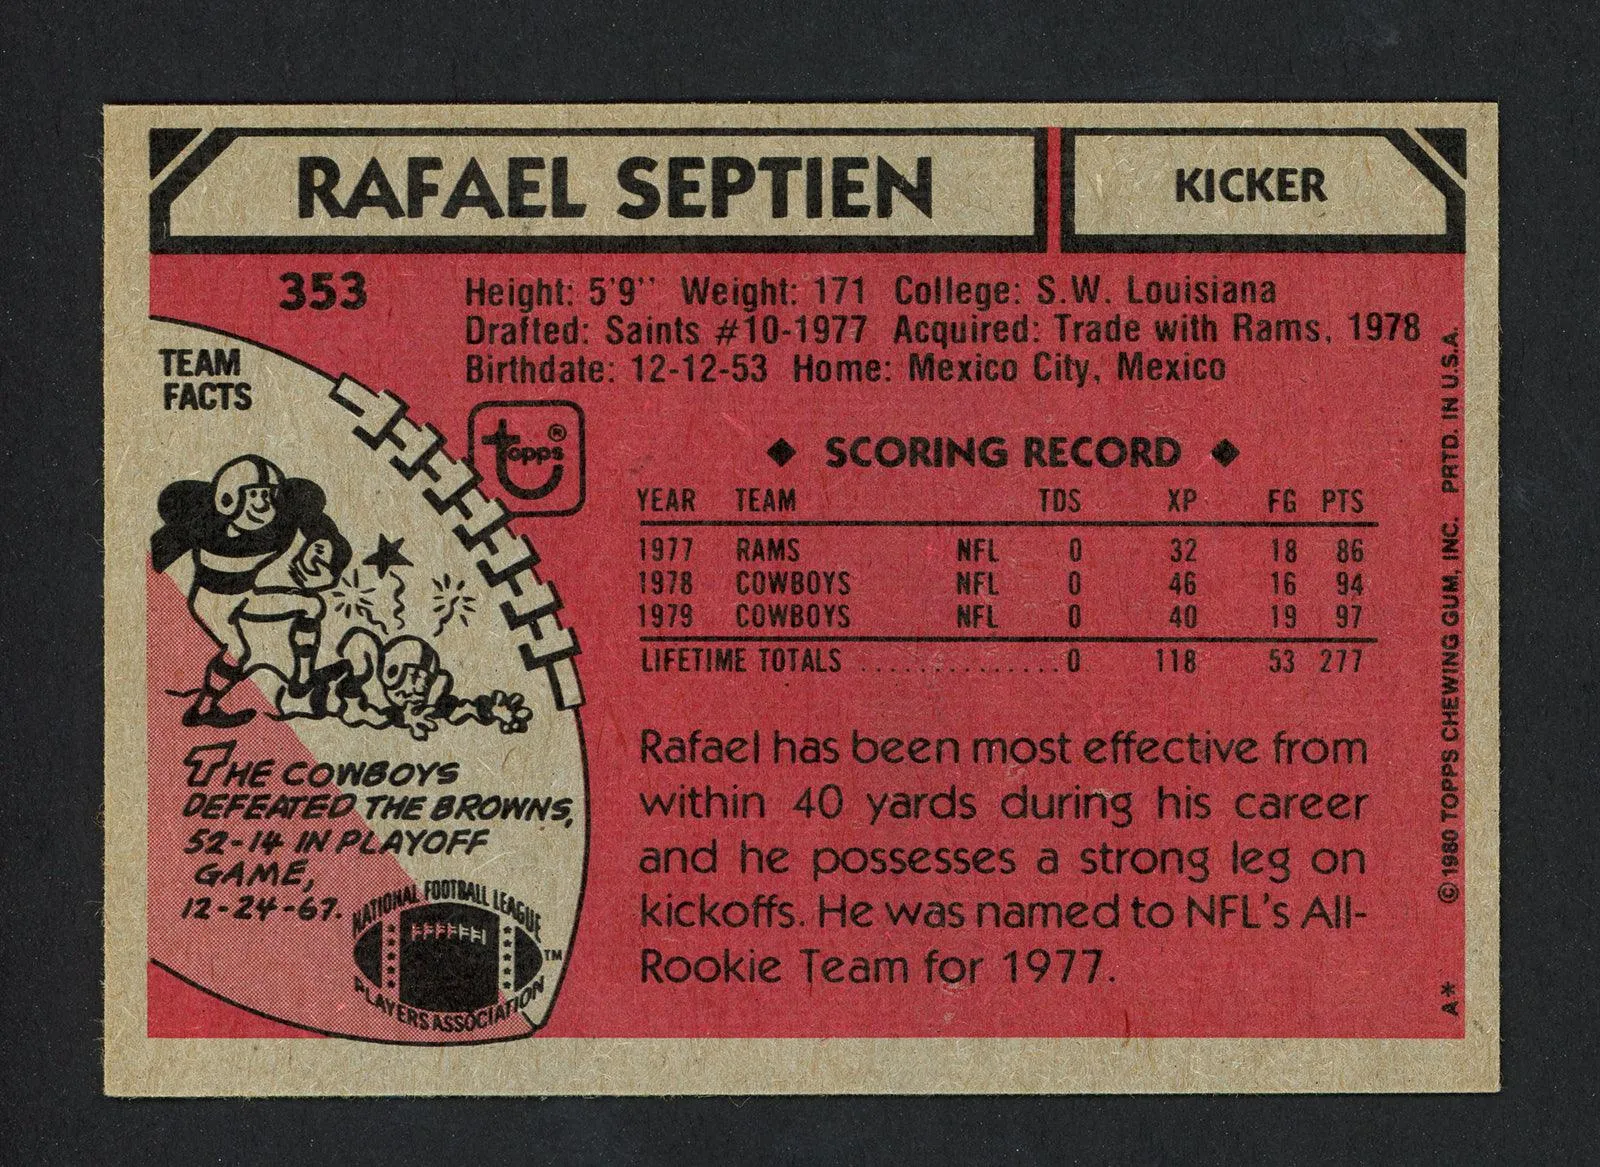 RAFAEL SEPTIEN
KICKER
353
Height: 5'9" Weight: 171 College: S.W. Louisiana
Drafted: Saints #10-1977 Acquired: Trade with Rams, 1978
Birthdate: 12-12-53 Home: Mexico City, Mexico
TEAM
FACTS
topps®
◆ SCORING RECORD ◆
YEAR TEAM TDS XP FG PTS
1977 RAMS NFL 0 32 18 86
1978 COWBOYS NFL 0 46 16 94
1979 COWBOYS NFL 0 40 19 97
LIFETIME TOTALS ............0 118 53 277
Rafael has been most effective from
within 40 yards during his career
and he possesses a strong leg on
kickoffs. He was named to NFL's All-
Rookie Team for 1977.
THE COWBOYS
DEFEATED THE BROWNS,
52-14 IN PLAYOFF
GAME,
12-24-67.
NATIONAL FOOTBALL LEAGUE
PLAYERS ASSOCIATION
TM
A* © 1980 TOPPS CHEWING GUM, INC. PRTD. IN U.S.A.